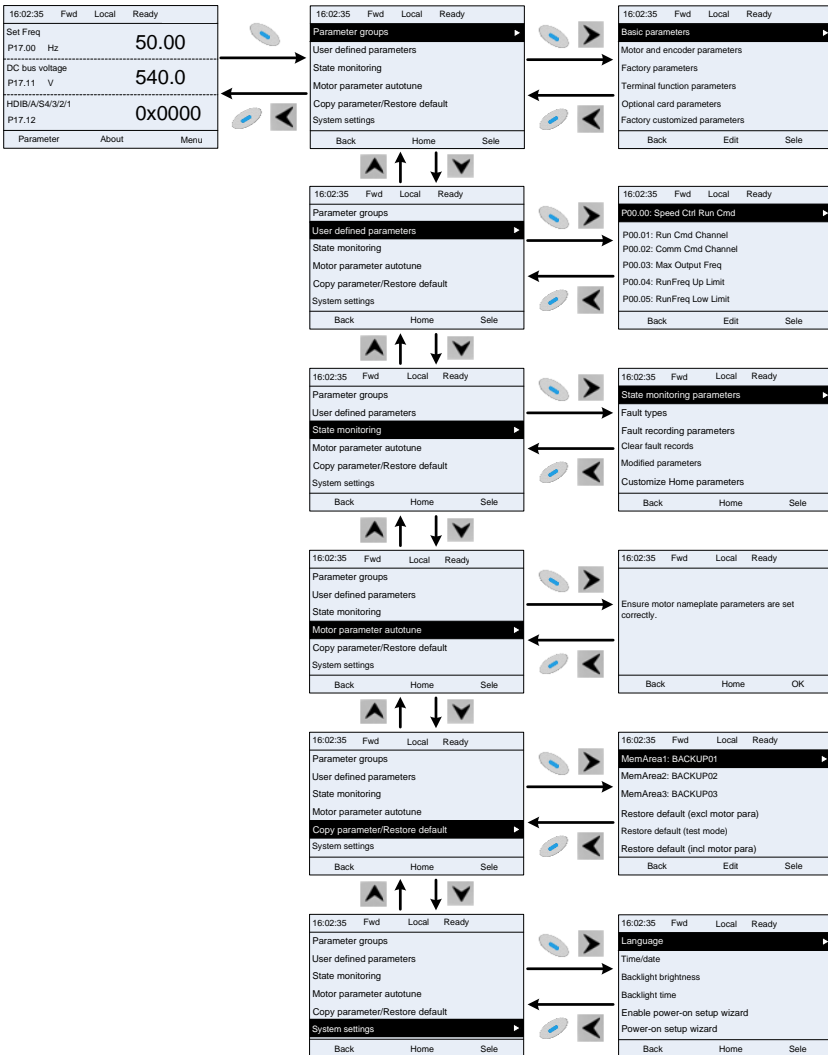 16:02:35 Fwd Local Ready
Set Freq
P17.00 Hz 50.00
DC bus voltage
P17.11 V 540.0
HDIB/A/S4/3/2/1
P17.12 0x0000
Parameter About Menu
16:02:35 Fwd Local Ready
Parameter groups
User defined parameters
State monitoring
Motor parameter autotune
Copy parameter/Restore default
System settings
Back Home Sele
16:02:35 Fwd Local Ready
Basic parameters
Motor and encoder parameters
Factory parameters
Terminal function parameters
Optional card parameters
Factory customized parameters
Back Edit Sele
16:02:35 Fwd Local Ready
Parameter groups
User defined parameters
State monitoring
Motor parameter autotune
Copy parameter/Restore default
System settings
Back Home Sele
16:02:35 Fwd Local Ready
P00.00: Speed Ctrl Run Cmd
P00.01: Run Cmd Channel
P00.02: Comm Cmd Channel
P00.03: Max Output Freq
P00.04: RunFreq Up Limit
P00.05: RunFreq Low Limit
Back Edit Sele
16:02:35 Fwd Local Ready
Parameter groups
User defined parameters
State monitoring
Motor parameter autotune
Copy parameter/Restore default
System settings
Back Home Sele
16:02:35 Fwd Local Ready
State monitoring parameters
Fault types
Fault recording parameters
Clear fault records
Modified parameters
Customize Home parameters
Back Home Sele
16:02:35 Fwd Local Ready
Parameter groups
User defined parameters
State monitoring
Motor parameter autotune
Copy parameter/Restore default
System settings
Back Home Sele
16:02:35 Fwd Local Ready
Ensure motor nameplate parameters are set
correctly.
Back Home OK
16:02:35 Fwd Local Ready
Parameter groups
User defined parameters
State monitoring
Motor parameter autotune
Copy parameter/Restore default
System settings
Back Home Sele
16:02:35 Fwd Local Ready
MemArea1: BACKUP01
MemArea2: BACKUP02
MemArea3: BACKUP03
Restore default (excl motor para)
Restore default (test mode)
Restore default (incl motor para)
Back Edit Sele
16:02:35 Fwd Local Ready
Parameter groups
User defined parameters
State monitoring
Motor parameter autotune
Copy parameter/Restore default
System settings
Back Home Sele
16:02:35 Fwd Local Ready
Language
Time/date
Backlight brightness
Backlight time
Enable power-on setup wizard
Power-on setup wizard
Back Home Sele